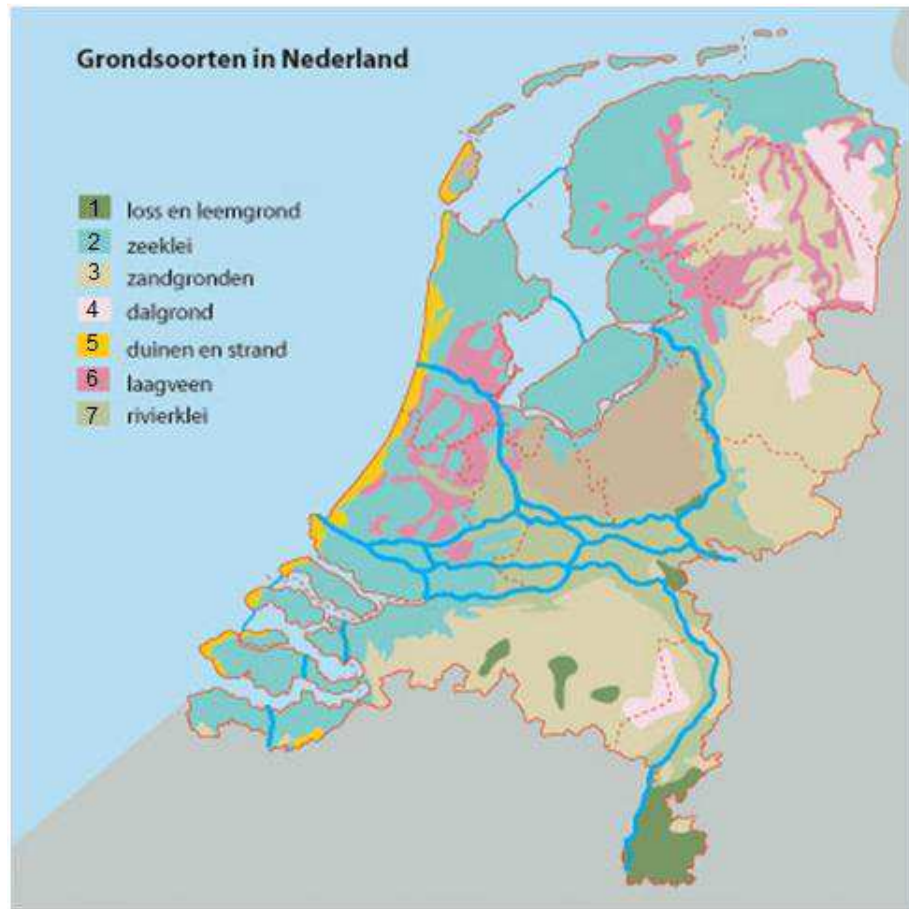 Grondsoorten in Nederland
1 loss en leemgrond
2 zeeklei
3 zandgronden
4 dalgrond
5 duinen en strand
6 laagveen
7 rivierklei